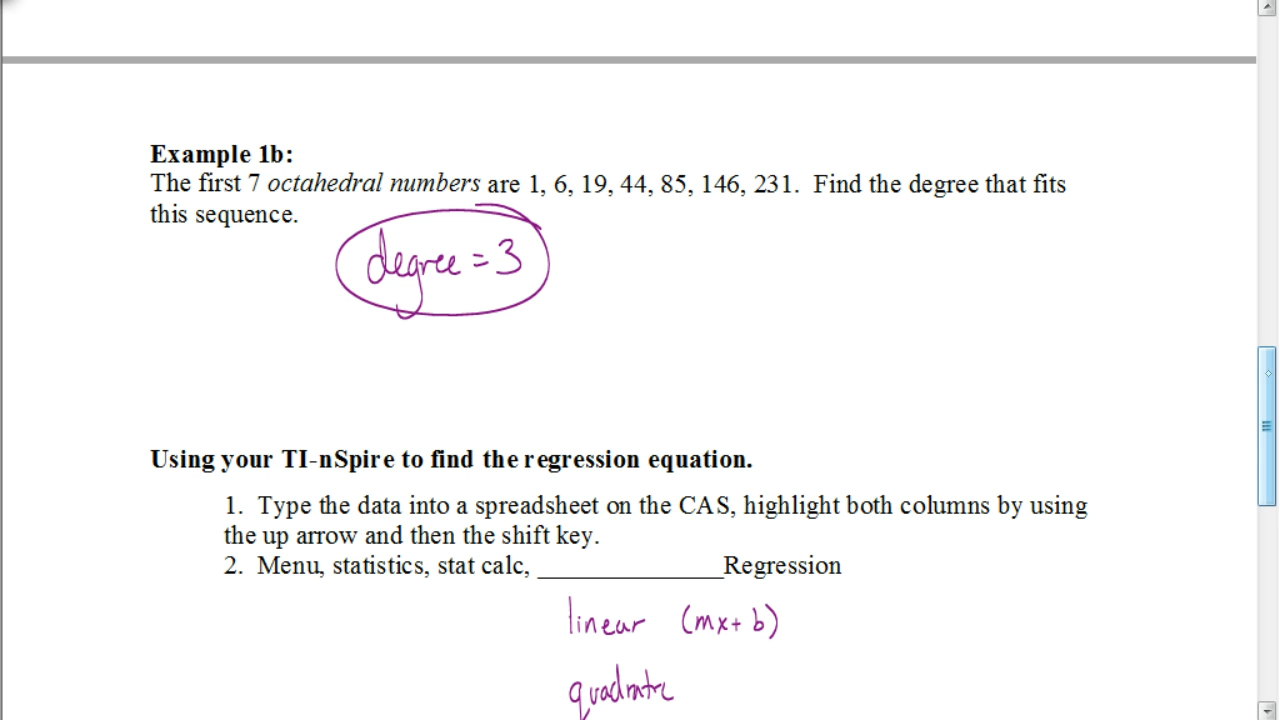 Example 1b:
The first 7 octahedral numbers are 1, 6, 19, 44, 85, 146, 231.  Find the degree that fits
this sequence.
degree = 3
Using your TI-nSpire to find the regression equation.
1.  Type the data into a spreadsheet on the CAS, highlight both columns by using
the up arrow and then the shift key.
2.  Menu, statistics, stat calc, ______________Regression
linear (mx+b)